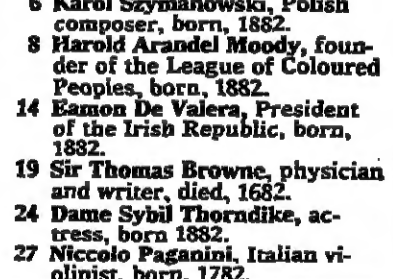 6 Karol Szymanowski, Polish
composer, born, 1882.
8 Harold Arandel Moody, foun-
der of the League of Coloured
Peoples, born, 1882.
14 Eamon De Valera, President
of the Irish Republic, born,
1882.
19 Sir Thomas Browne, physician
and writer, died, 1682.
24 Dame Sybil Thorndike, ac-
tress, born 1882.
27 Niccolo Paganini, Italian vi-
olinist, born, 1782.